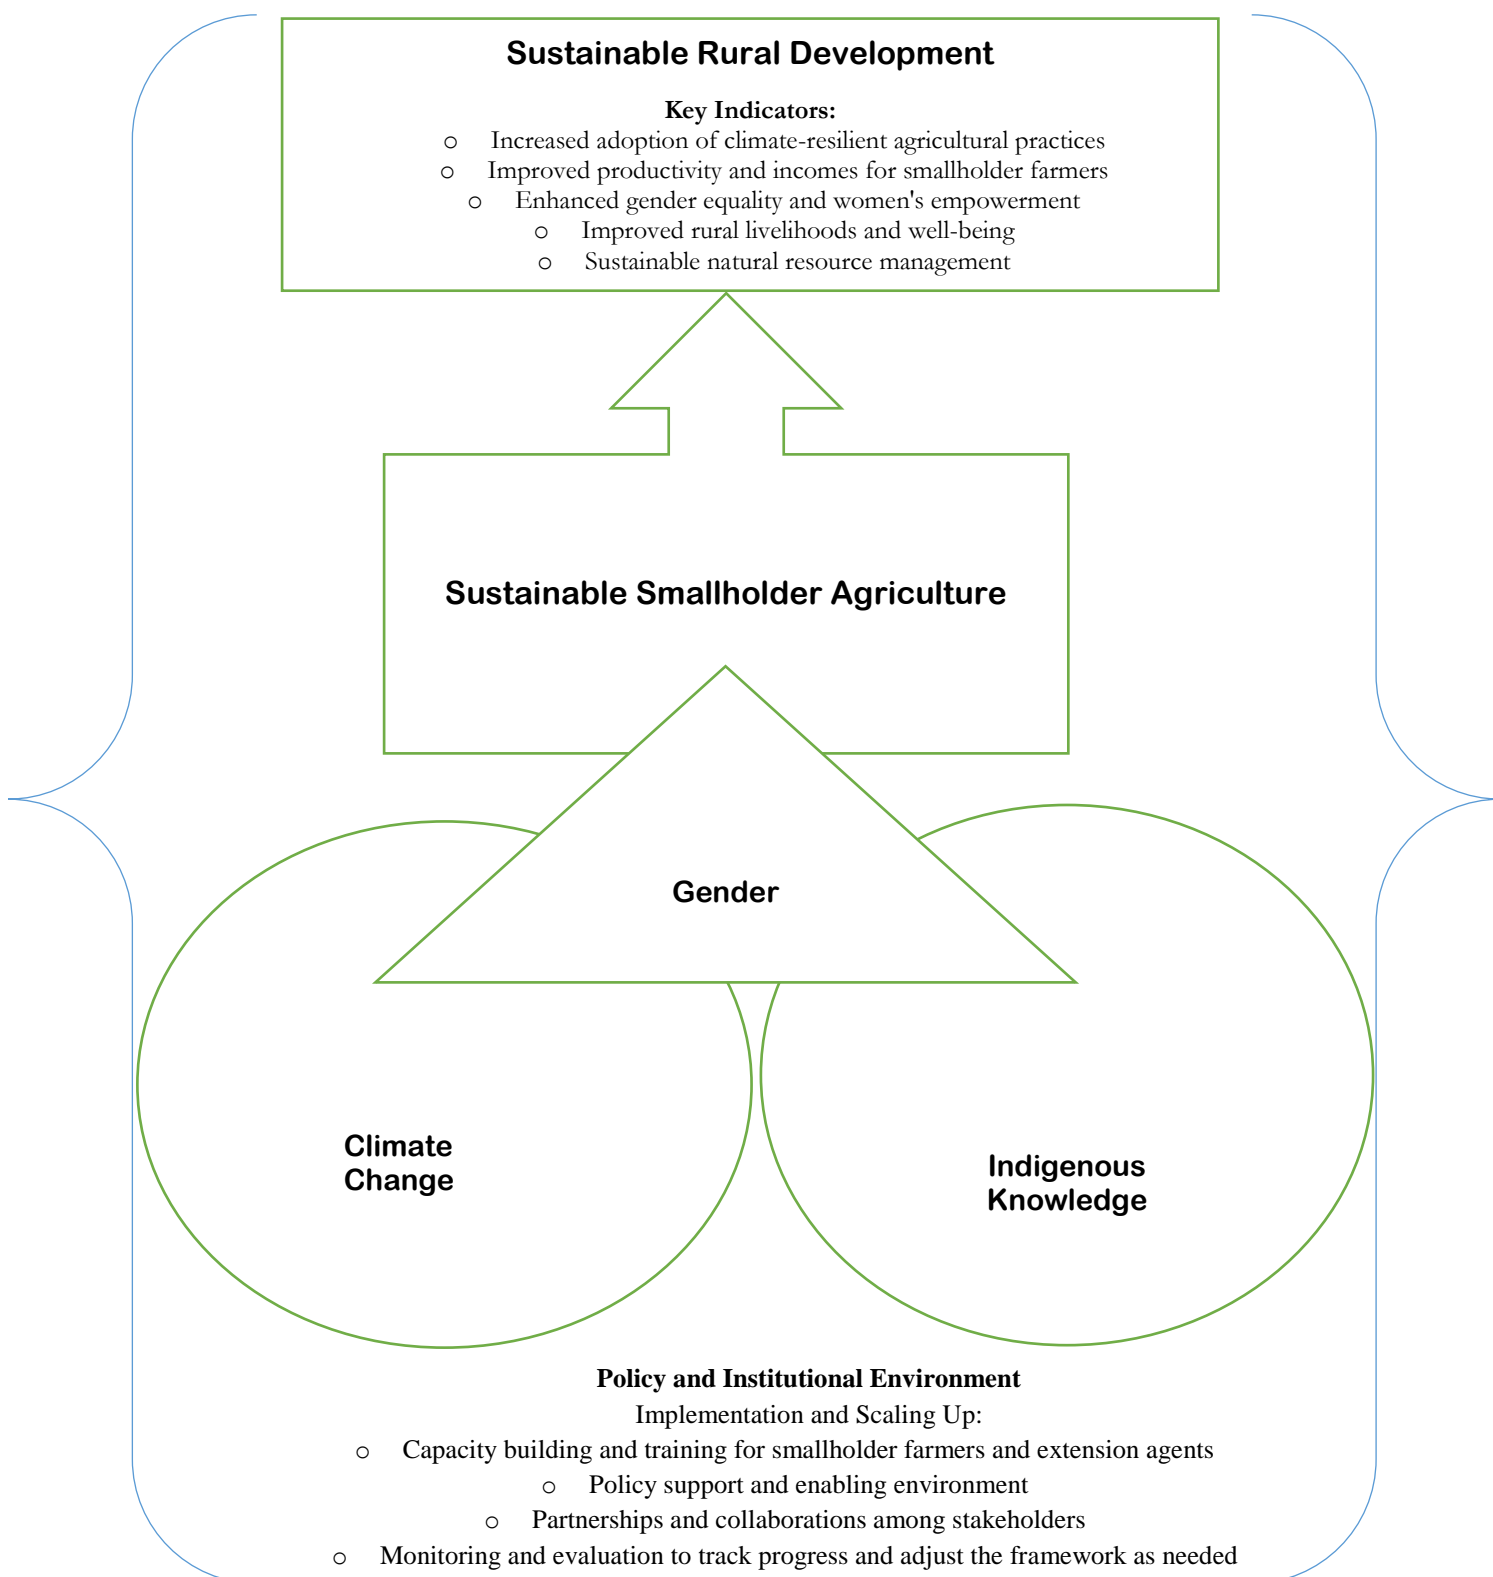 Sustainable Rural Development
Key Indicators:
o Increased adoption of climate-resilient agricultural practices
o Improved productivity and incomes for smallholder farmers
o Enhanced gender equality and women's empowerment
o Improved rural livelihoods and well-being
o Sustainable natural resource management
Sustainable Smallholder Agriculture
Gender
Climate
Change
Indigenous
Knowledge
Policy and Institutional Environment
Implementation and Scaling Up:
o Capacity building and training for smallholder farmers and extension agents
o Policy support and enabling environment
o Partnerships and collaborations among stakeholders
o Monitoring and evaluation to track progress and adjust the framework as needed